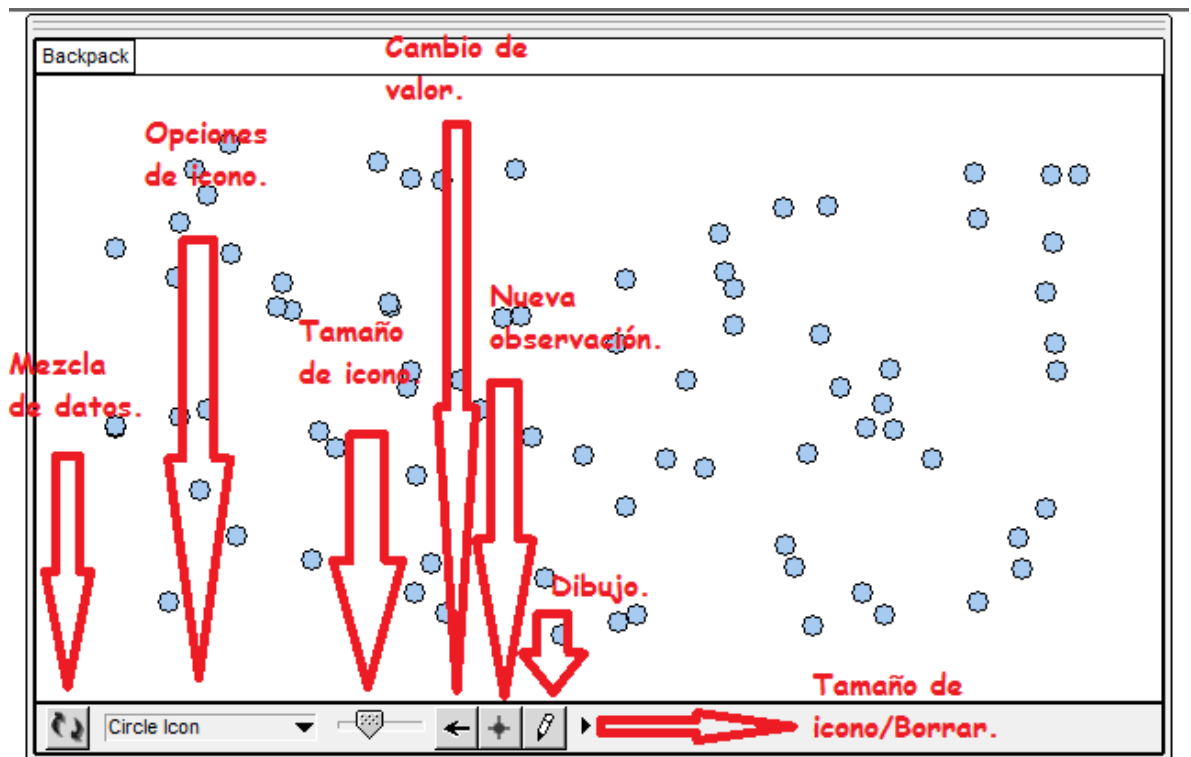 Backpack
Cambio de
valor.
Opciones
de icono.
Nueva
observación.
Tamaño
de icono.
Mezcla
de datos.
Dibujo.
Tamaño de
icono/Borrar.
Circle Icon